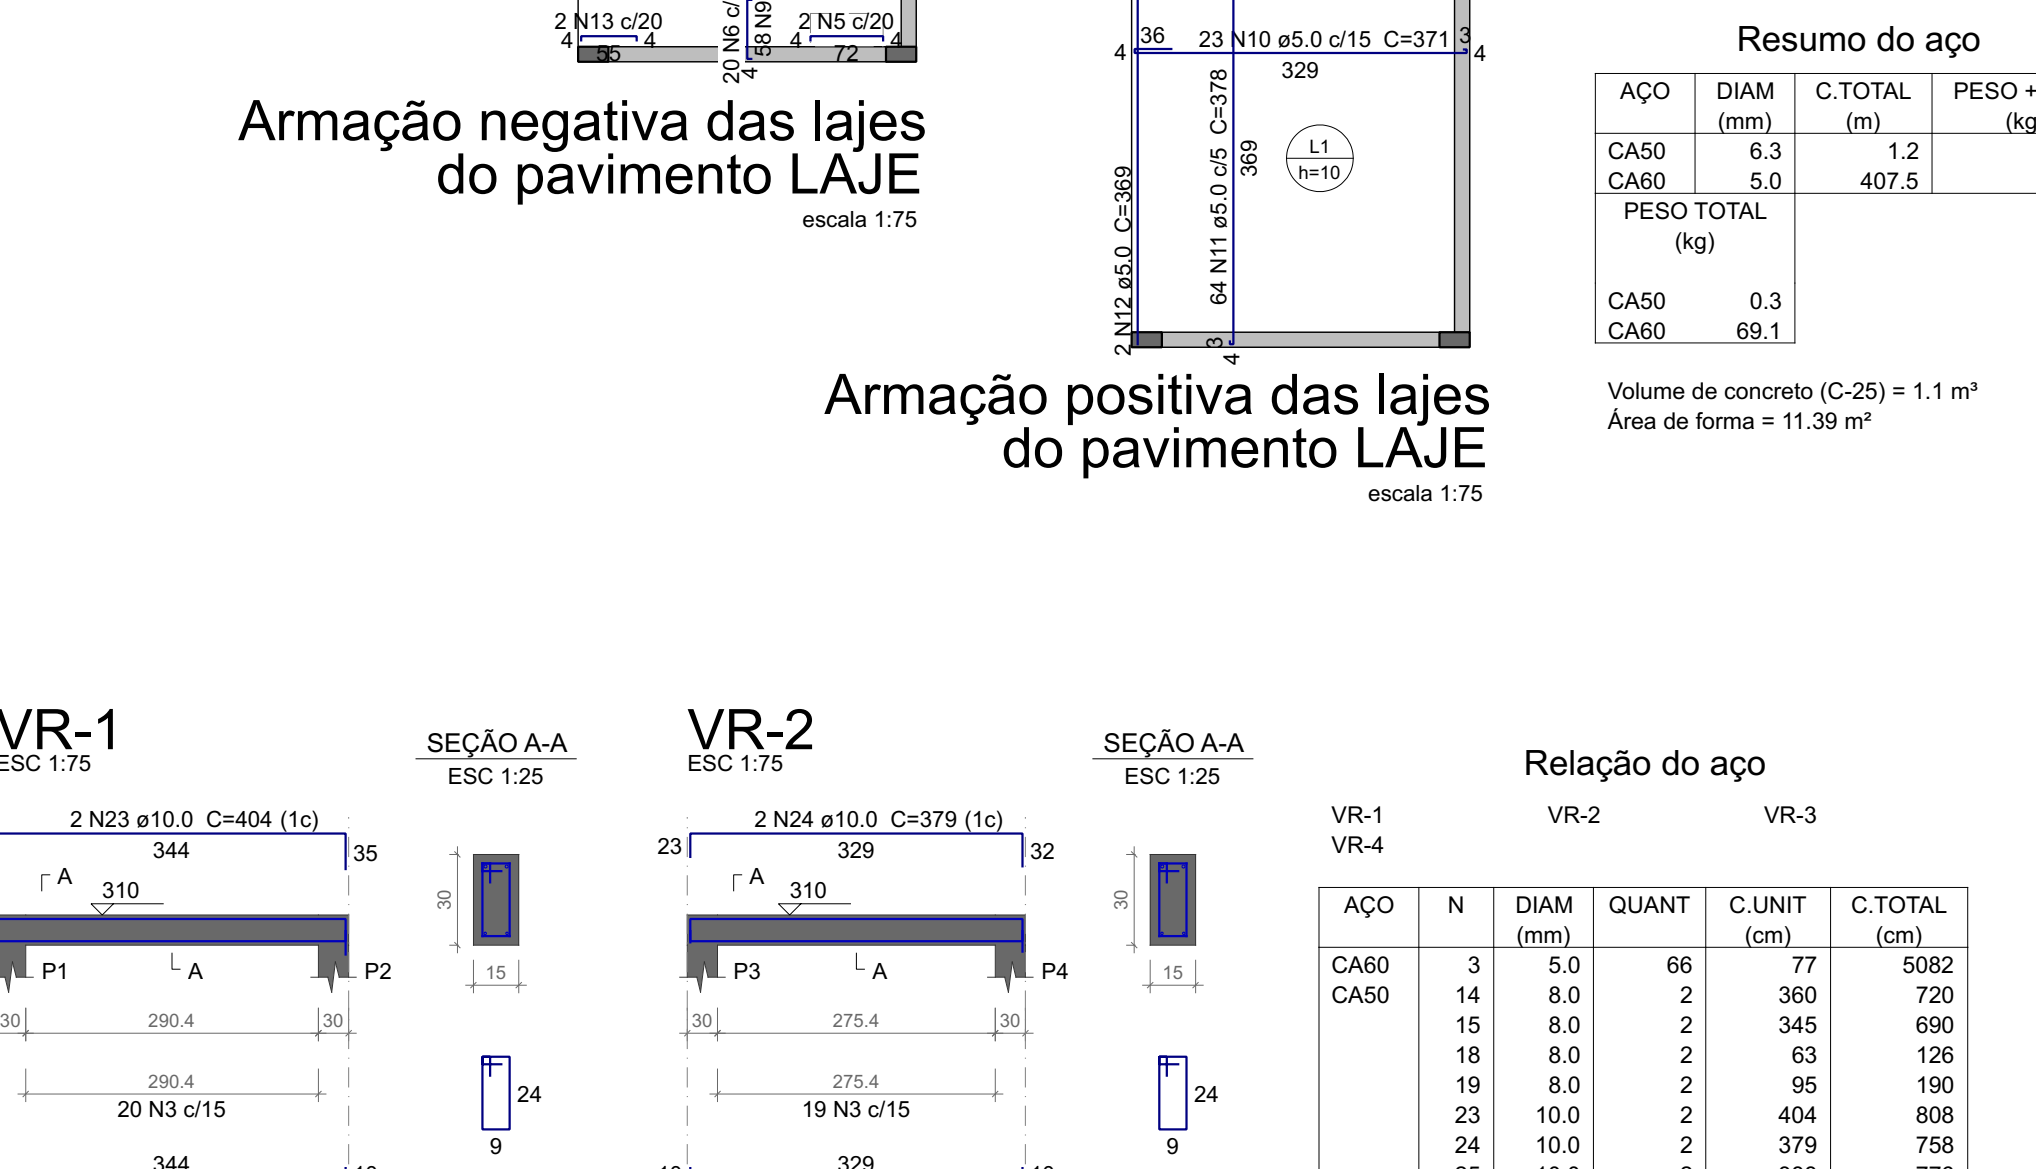 2 N13 c/20
4 4
55
20 N6 c/
4
58 N9
2 N5 c/20
4 4
72
Armação negativa das lajes
do pavimento LAJE
escala 1:75
36
4
23 N10 ø5.0 c/15 C=371
3
4
329
2 N12 ø5.0 C=369
64 N11 ø5.0 c/5 C=378
369
3
4
L1
h=10
Armação positiva das lajes
do pavimento LAJE
escala 1:75
Resumo do aço
AÇO DIAM C.TOTAL PESO +
(mm) (m) (kg
CA50 6.3 1.2
CA60 5.0 407.5
PESO TOTAL
(kg)
CA50 0.3
CA60 69.1
Volume de concreto (C-25) = 1.1 m³
Área de forma = 11.39 m²
VR-1
ESC 1:75
2 N23 ø10.0 C=404 (1c)
344
35
A
310
P1
A
P2
30 290.4 30
290.4
20 N3 c/15
344
SEÇÃO A-A
ESC 1:25
30
15
24
9
VR-2
ESC 1:75
2 N24 ø10.0 C=379 (1c)
23
329
32
A
310
P3
A
P4
30 275.4 30
275.4
19 N3 c/15
329
SEÇÃO A-A
ESC 1:25
30
15
24
9
Relação do aço
VR-1 VR-2 VR-3
VR-4
AÇO N DIAM QUANT C.UNIT C.TOTAL
(mm) (cm) (cm)
CA60 3 5.0 66 77 5082
CA50 14 8.0 2 360 720
15 8.0 2 345 690
18 8.0 2 63 126
19 8.0 2 95 190
23 10.0 2 404 808
24 10.0 2 379 758